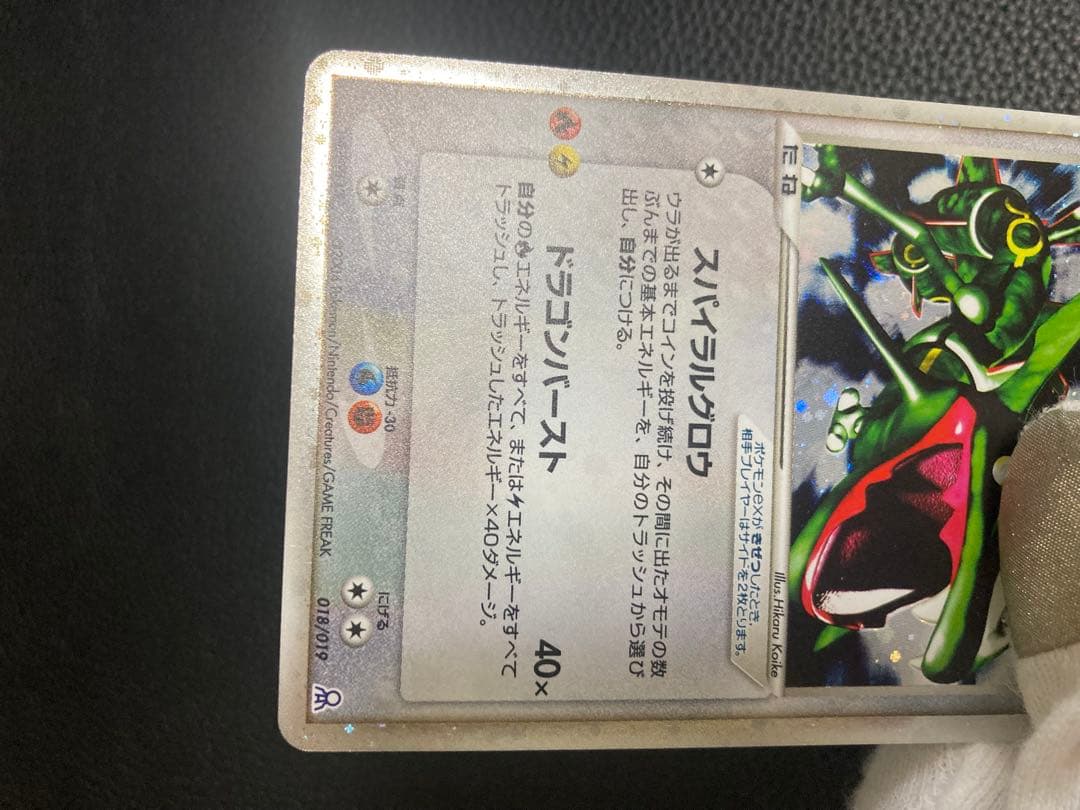 たね
Illus.Hikaru Koike
ポケモンexがきぜつしたとき、
相手プレイヤーはサイドを2枚とります。
スパイラルグロウ
ウラが出るまでコインを投げ続け、その間に出たオモテの数
ぶんまでの基本エネルギーを、自分のトラッシュから選び
出し、自分につける。
ドラゴンバースト 40×
自分の エネルギーをすべて、または エネルギーをすべて
トラッシュし、トラッシュしたエネルギー×40ダメージ。
弱点 抵抗力 -30 にげる
Pokémon/Nintendo/Creatures/GAME FREAK
018/019